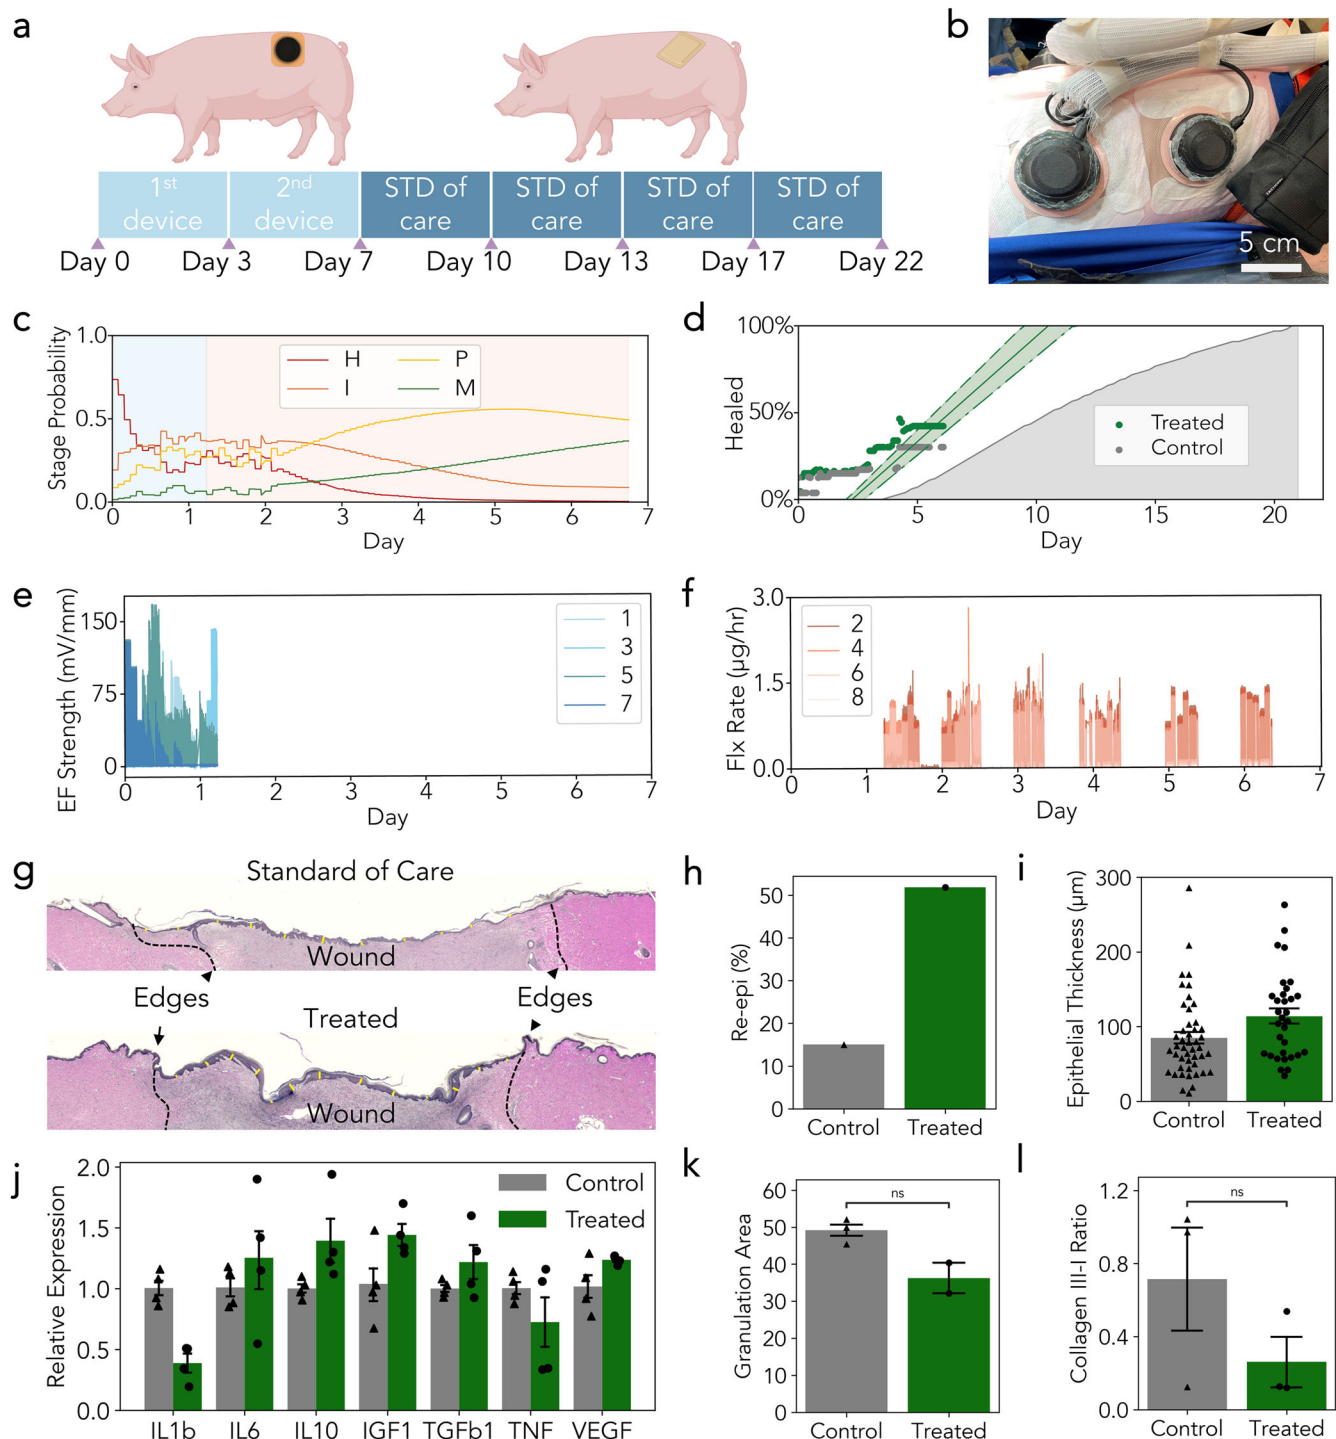 a
1st device
2nd device
STD of care
STD of care
STD of care
STD of care
Day 0
Day 3
Day 7
Day 10
Day 13
Day 17
Day 22
b
5 cm
c
Stage Probability
1.0
0.5
0.0
H
I
P
M
0 1 2 3 4 5 6 7
Day
d
Healed
100%
50%
0%
Treated
Control
0 5 10 15 20
Day
e
EF Strength (mV/mm)
150
75
0
1
3
5
7
0 1 2 3 4 5 6 7
Day
f
Flx Rate (µg/hr)
3.0
1.5
0.0
2
4
6
8
0 1 2 3 4 5 6 7
Day
g
Standard of Care
Wound
Edges
Edges
Treated
Wound
h
Re-epi (%)
50
40
30
20
10
0
Control Treated
i
Epithelial Thickness (µm)
300
200
100
0
Control Treated
j
Relative Expression
2.0
1.5
1.0
0.5
0.0
Control
Treated
IL1b IL6 IL10 IGF1 TGFb1 TNF VEGF
k
Granulation Area
60
50
40
30
20
10
0
ns
Control Treated
l
Collagen III-I Ratio
1.2
0.8
0.4
0.0
ns
Control Treated